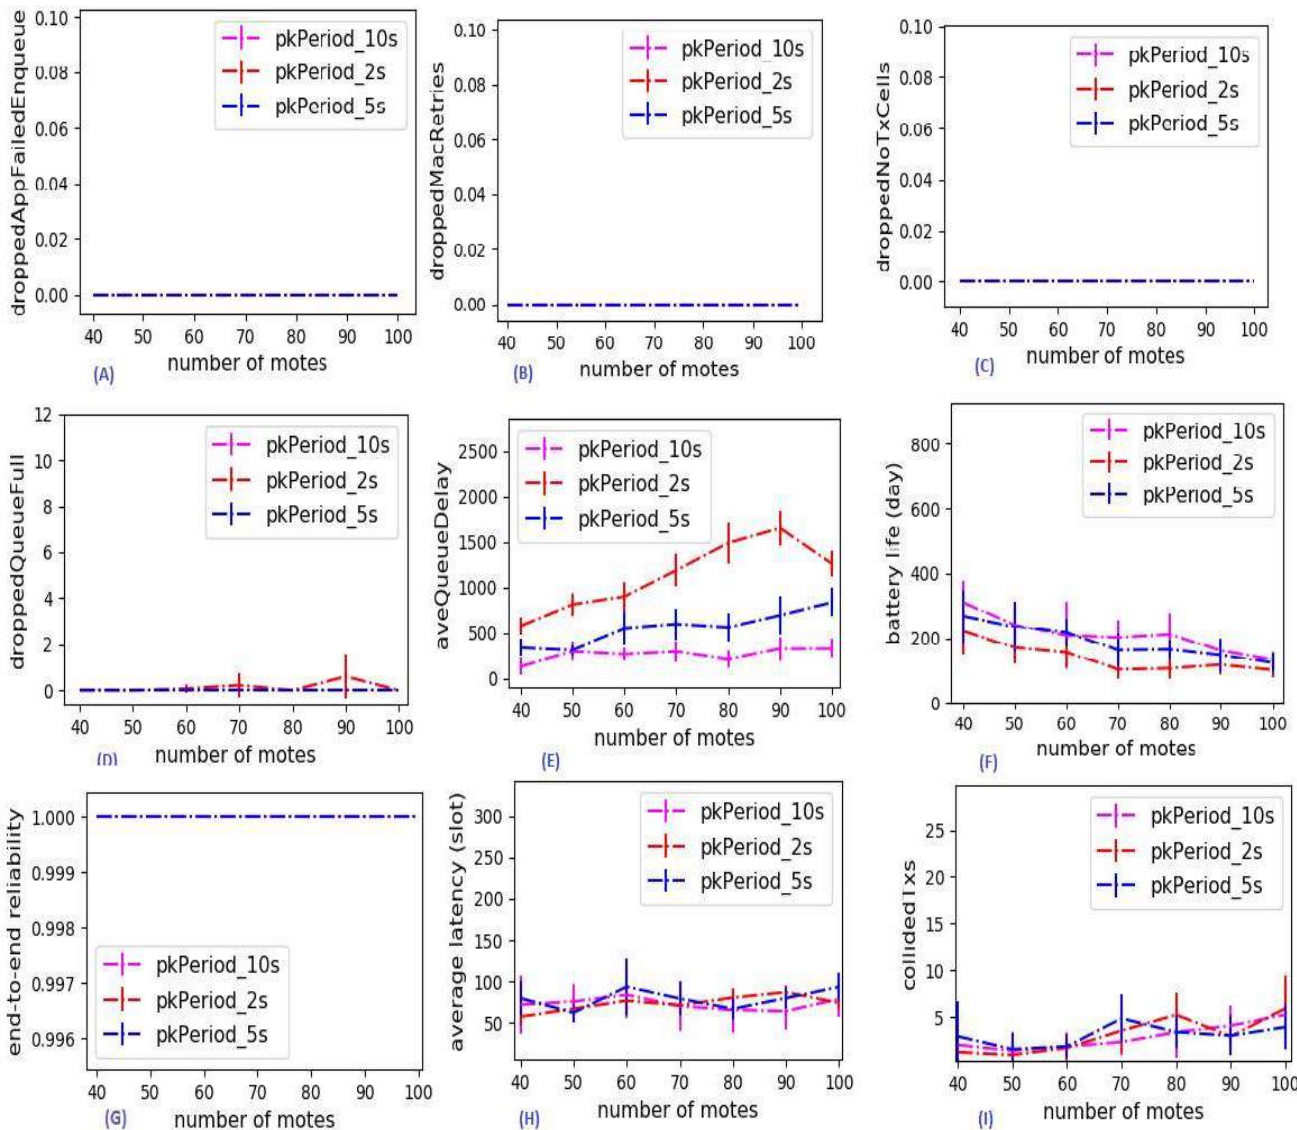 0.10
0.08
0.06
0.04
0.02
0.00
droppedAppFailedEnqueue
pkPeriod_10s
pkPeriod_2s
pkPeriod_5s
40 50 60 70 80 90 100
number of motes
(A)
0.10
0.08
0.06
0.04
0.02
0.00
droppedMacRetries
pkPeriod_10s
pkPeriod_2s
pkPeriod_5s
40 50 60 70 80 90 100
number of motes
(B)
0.10
0.08
0.06
0.04
0.02
0.00
droppedNoTxCells
pkPeriod_10s
pkPeriod_2s
pkPeriod_5s
40 50 60 70 80 90 100
number of motes
(C)
12
10
8
6
4
2
0
droppedQueueFull
pkPeriod_10s
pkPeriod_2s
pkPeriod_5s
40 50 60 70 80 90 100
number of motes
(D)
2500
2000
1500
1000
500
0
aveQueueDelay
pkPeriod_10s
pkPeriod_2s
pkPeriod_5s
40 50 60 70 80 90 100
number of motes
(E)
800
600
400
200
0
battery life (day)
pkPeriod_10s
pkPeriod_2s
pkPeriod_5s
40 50 60 70 80 90 100
number of motes
(F)
1.000
0.999
0.998
0.997
0.996
end-to-end reliability
pkPeriod_10s
pkPeriod_2s
pkPeriod_5s
40 50 60 70 80 90 100
number of motes
(G)
300
250
200
150
100
50
average latency (slot)
pkPeriod_10s
pkPeriod_2s
pkPeriod_5s
40 50 60 70 80 90 100
number of motes
(H)
25
20
15
10
5
collidedTxs
pkPeriod_10s
pkPeriod_2s
pkPeriod_5s
40 50 60 70 80 90 100
number of motes
(I)